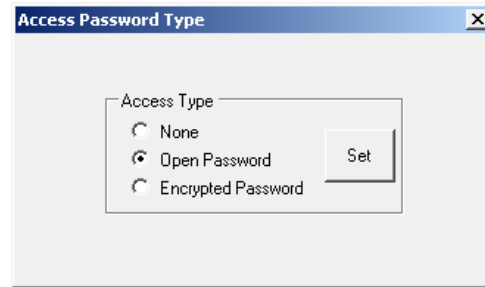 Access Password Type
Access Type
None
Open Password
Set
Encrypted Password